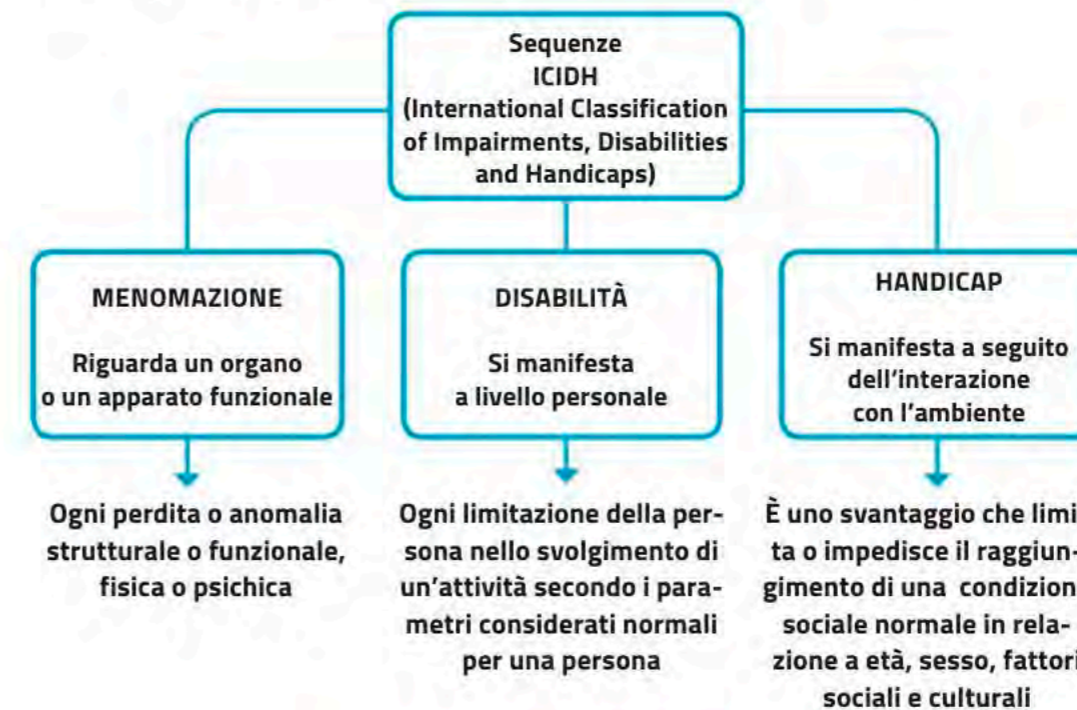 Sequenze
ICIDH
(International Classification
of Impairments, Disabilities
and Handicaps)
MENOMAZIONE
Riguarda un organo
o un apparato funzionale
Ogni perdita o anomalia
strutturale o funzionale,
fisica o psichica
DISABILITÀ
Si manifesta
a livello personale
Ogni limitazione della per-
sona nello svolgimento di
un'attività secondo i para-
metri considerati normali
per una persona
HANDICAP
Si manifesta a seguito
dell'interazione
con l'ambiente
È uno svantaggio che limi
ta o impedisce il raggiun-
gimento di una condizion
sociale normale in rela-
zione a età, sesso, fattori
sociali e culturali